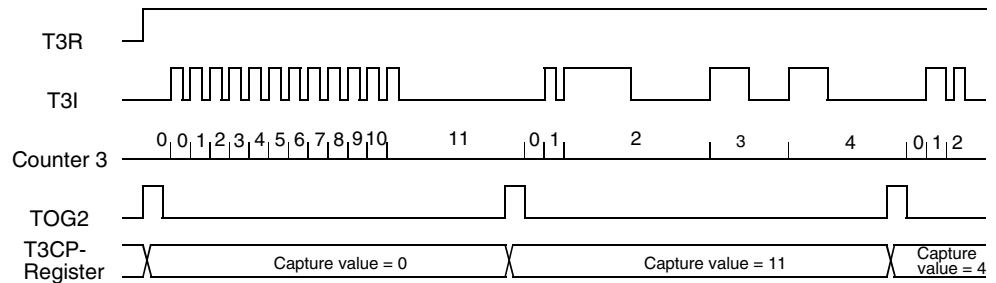 T3R
T3I
Counter 3
0 0 1 2 3 4 5 6 7 8 9 10 11 0 1 2 3 4 0 1 2
TOG2
T3CP-
Register
Capture value = 0
Capture value = 11
Capture
value = 4